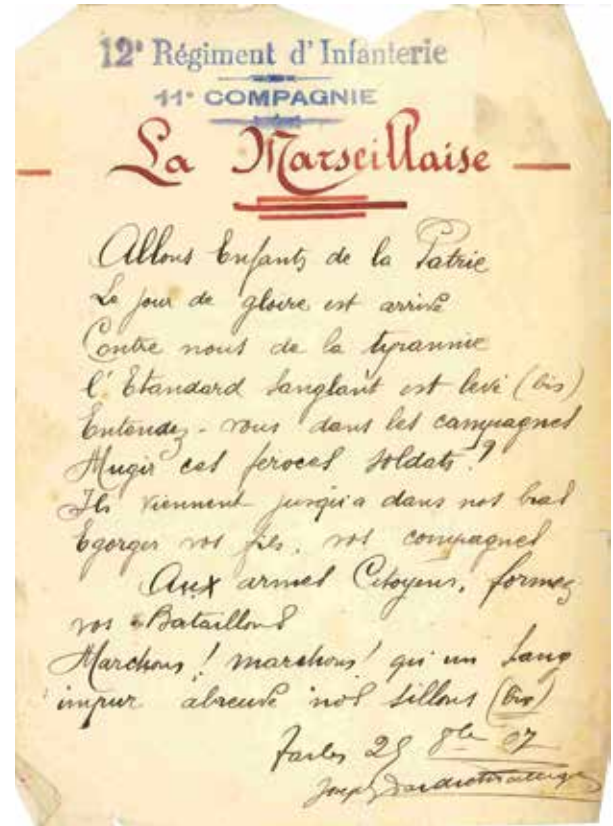 12e Régiment d'Infanterie
11e COMPAGNIE
La Marseillaise
Allons Enfants de la Patrie
Le jour de gloire est arrivé
Contre nous de la tyrannie
l'Etandard sanglant est levé (bis)
Entendez-vous dans les campagnes
Mugir ces feroces soldats?
Ils viennent jusqu'a dans nos bras
Egorger vos fils, vos compagnes
Aux armes Citoyens, formez
vos Bataillons
Marchons! marchons! qu'un sang
impur abreuve nos sillons (bis)
Tarbes 25 8bre 07
Joseph